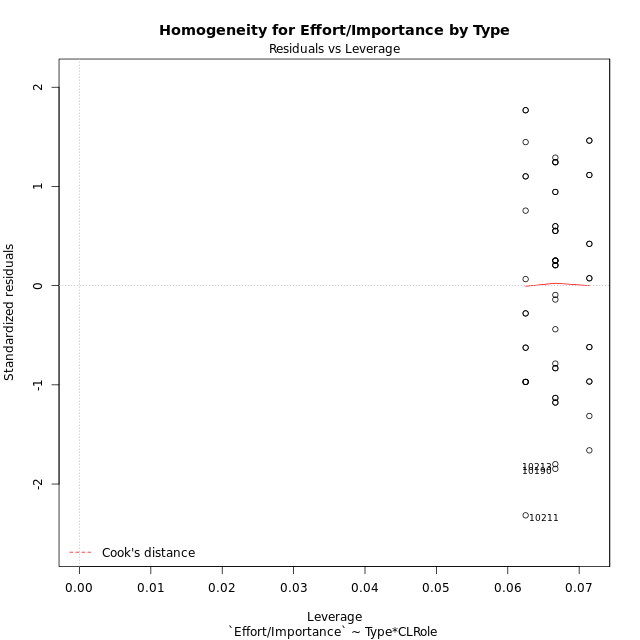 Homogeneity for Effort/Importance by Type
Residuals vs Leverage
Standardized residuals
2
1
0
-1
-2
10213
10190
10211
Cook's distance
0.00 0.01 0.02 0.03 0.04 0.05 0.06 0.07
Leverage
`Effort/Importance` ~ Type*CLRole